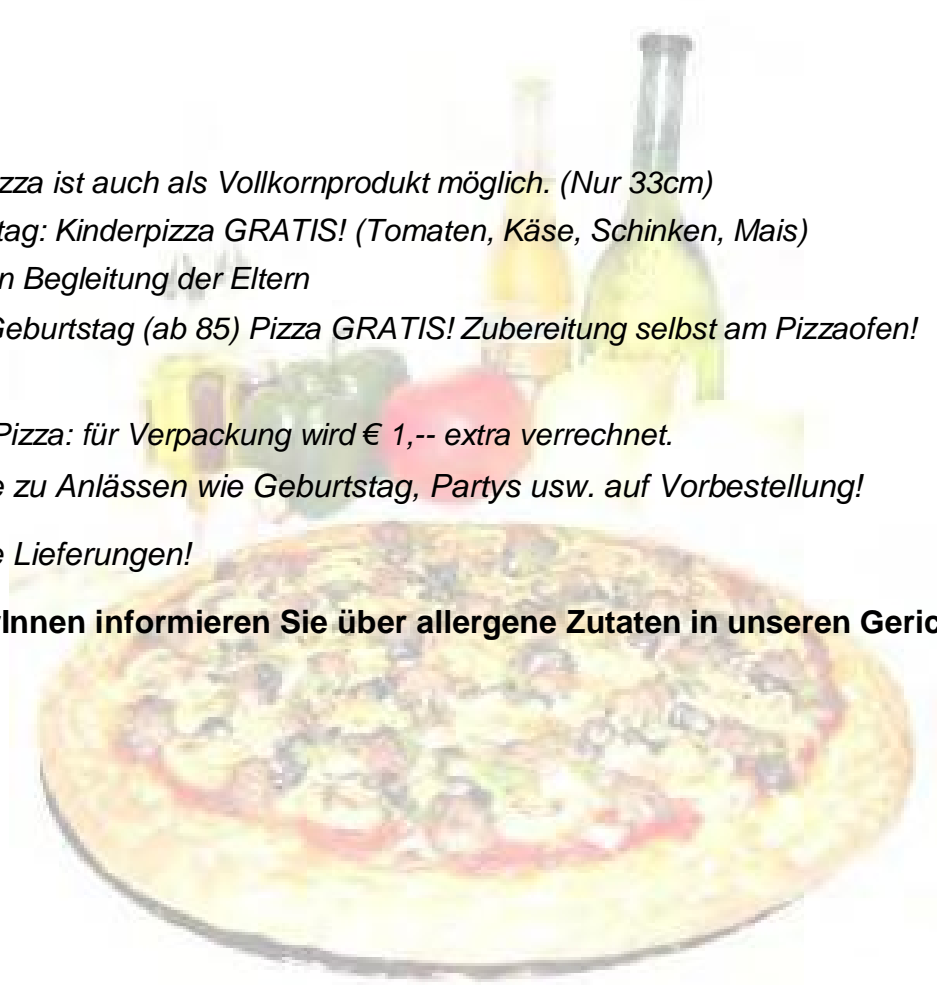 zza ist auch als Vollkornprodukt möglich. (Nur 33cm)
tag: Kinderpizza GRATIS! (Tomaten, Käse, Schinken, Mais)
n Begleitung der Eltern
Geburtstag (ab 85) Pizza GRATIS! Zubereitung selbst am Pizzaofen!
Pizza: für Verpackung wird € 1,-- extra verrechnet.
e zu Anlässen wie Geburtstag, Partys usw. auf Vorbestellung!
e Lieferungen!
Innen informieren Sie über allergene Zutaten in unseren Geric